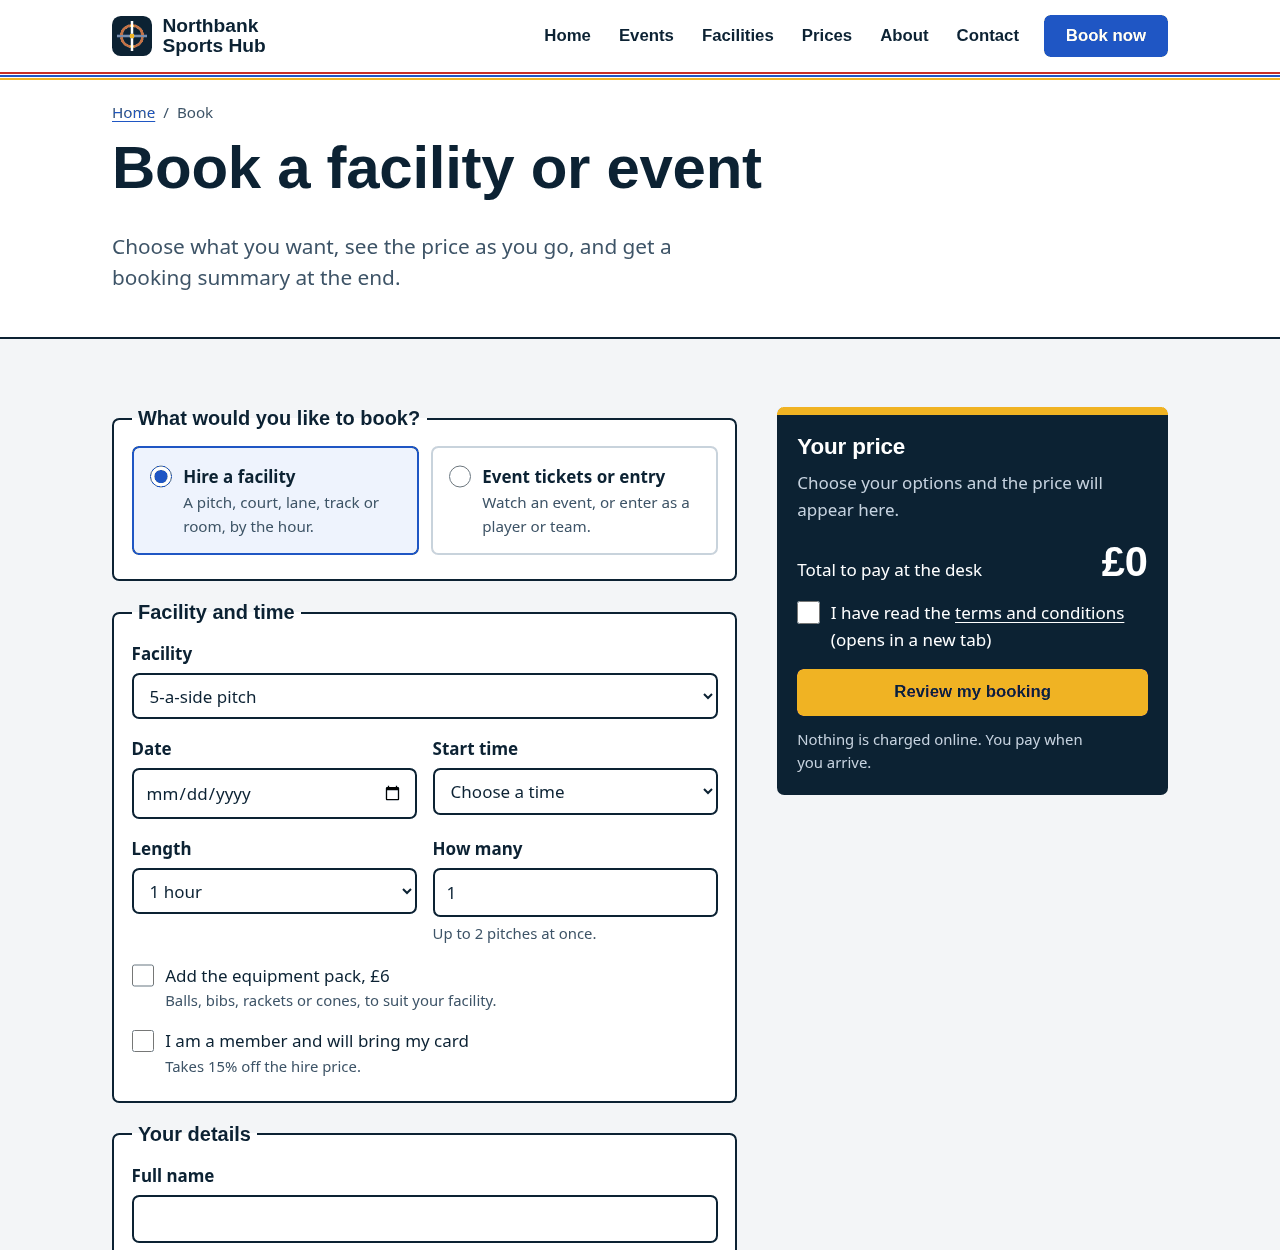 Northbank
Sports Hub
Home
Events
Facilities
Prices
About
Contact
Book now
Home / Book
Book a facility or event
Choose what you want, see the price as you go, and get a
booking summary at the end.
What would you like to book?
Hire a facility
A pitch, court, lane, track or
room, by the hour.
Event tickets or entry
Watch an event, or enter as a
player or team.
Facility and time
Facility
5-a-side pitch
Date
mm/dd/yyyy
Start time
Choose a time
Length
1 hour
How many
1
Up to 2 pitches at once.
Add the equipment pack, £6
Balls, bibs, rackets or cones, to suit your facility.
I am a member and will bring my card
Takes 15% off the hire price.
Your details
Full name
Your price
Choose your options and the price will
appear here.
Total to pay at the desk
£0
I have read the terms and conditions
(opens in a new tab)
Review my booking
Nothing is charged online. You pay when
you arrive.